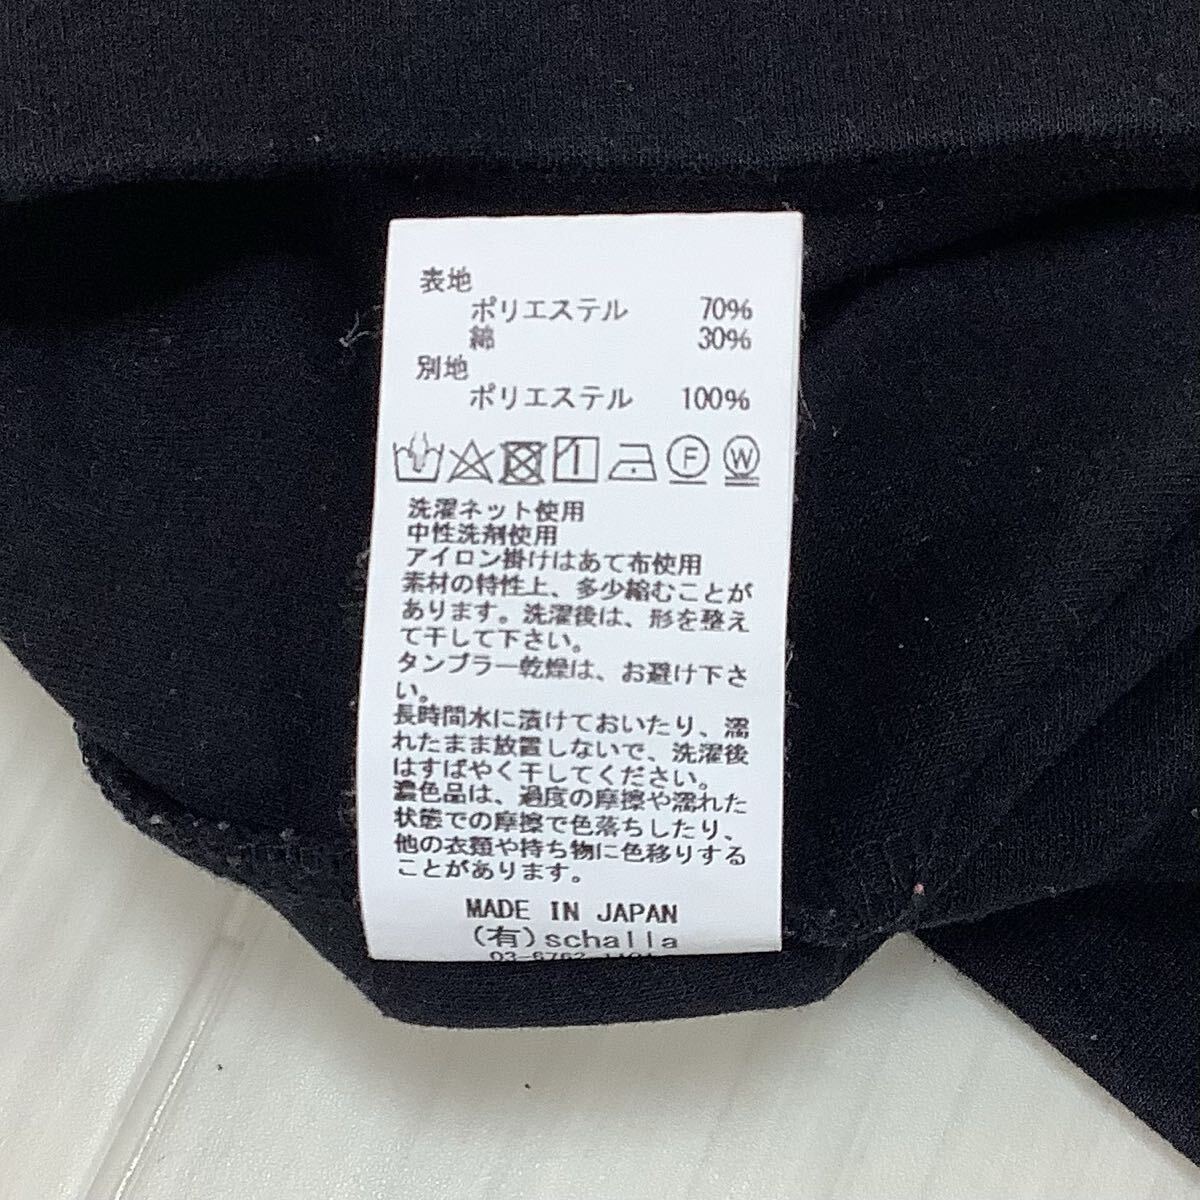 表地
ポリエステル 70%
綿 30%
別地
ポリエステル 100%
F W
洗濯ネット使用
中性洗剤使用
アイロン掛けはあて布使用
素材の特性上、多少縮むことが
あります。洗濯後は、形を整え
て干して下さい。
タンブラー乾燥は、お避け下さ
い。
長時間水に漬けておいたり、濡
れたまま放置しないで、洗濯後
はすばやく干してください。
濃色品は、過度の摩擦や濡れた
状態での摩擦で色落ちしたり、
他の衣類や持ち物に色移りする
ことがあります。
MADE IN JAPAN
(有)schalla